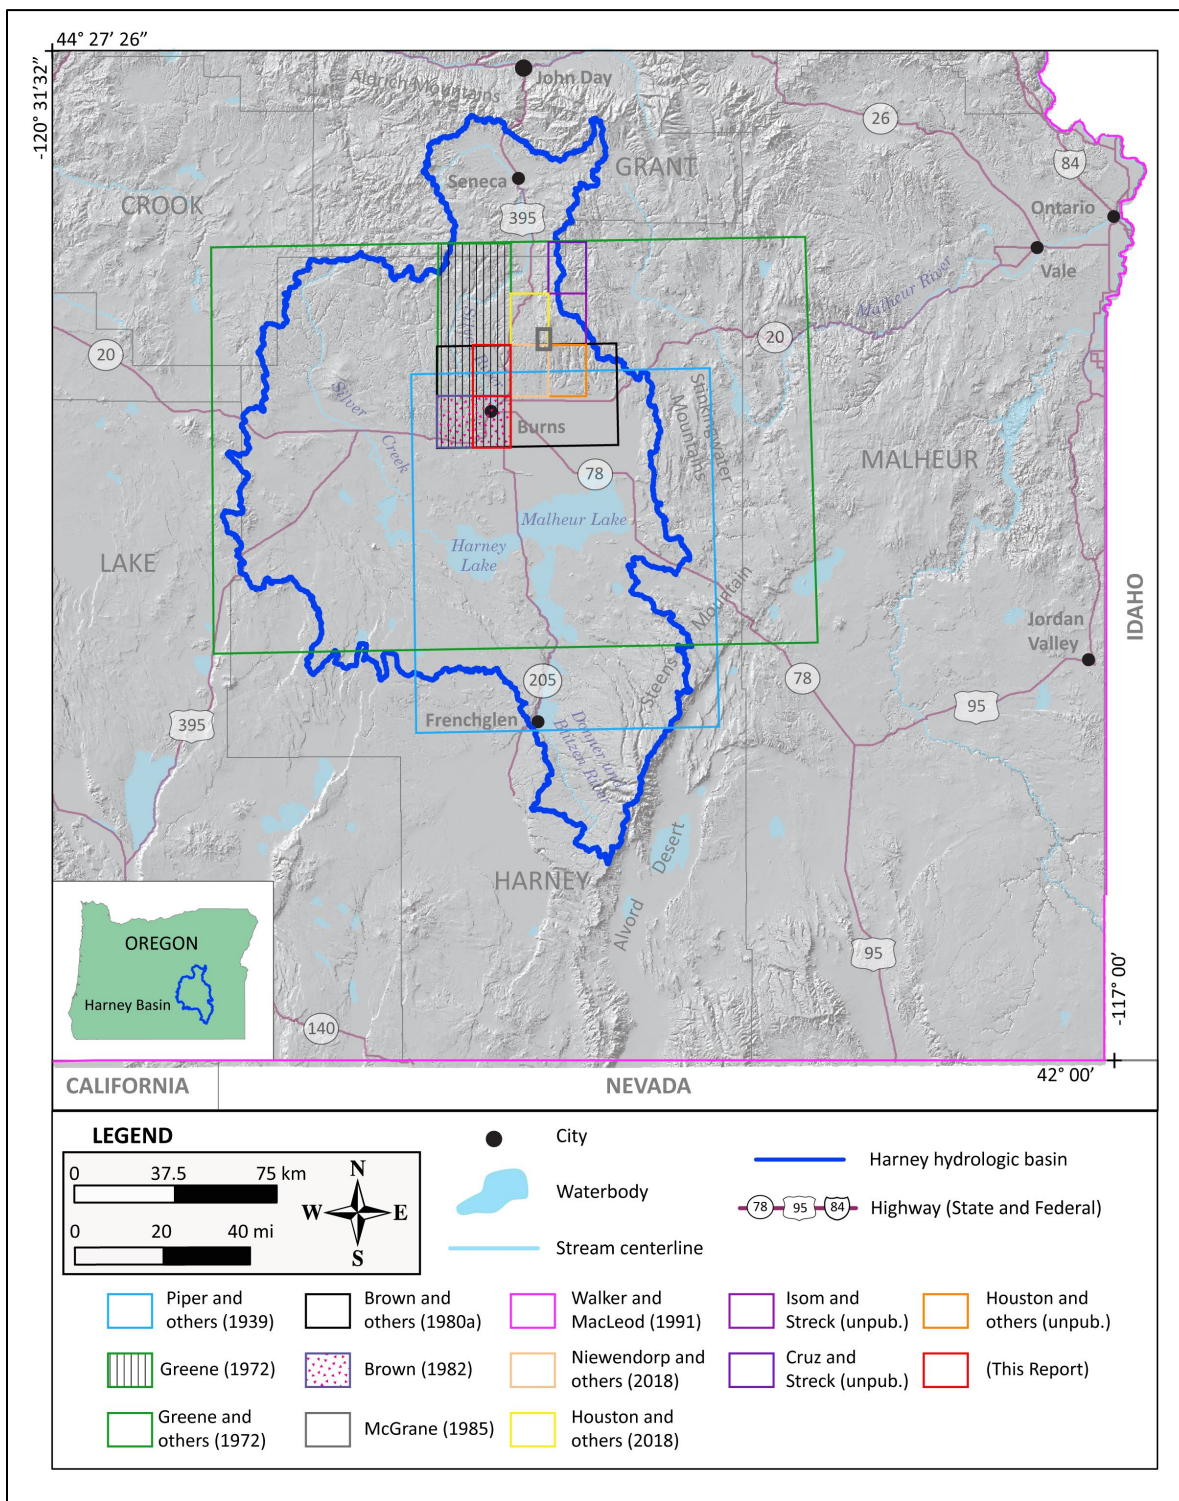 44° 27’ 26”
-120° 31’32”
John Day
Aldrich Mountains
26
GRANT
84
Seneca
CROOK
395
Ontario
Vale
Malheur River
20
20
Silvies River
Silver
Creek
Stinkingwater
Mountains
Burns
MALHEUR
78
Malheur Lake
Harney
Lake
LAKE
Jordan
Valley
IDAHO
Steens Mountain
205
78
95
395
Frenchglen
Donner und
Blitzen River
Desert
Alvord
HARNEY
95
OREGON
Harney Basin
140
-117° 00’
42° 00’
CALIFORNIA
NEVADA
LEGEND
0 37.5 75 km
0 20 40 mi
N
W E
S
City
Waterbody
Stream centerline
Harney hydrologic basin
78 95 84 Highway (State and Federal)
Piper and
others (1939)
Brown and
others (1980a)
Walker and
MacLeod (1991)
Isom and
Streck (unpub.)
Houston and
others (unpub.)
Greene (1972)
Brown (1982)
Niewendorp and
others (2018)
Cruz and
Streck (unpub.)
(This Report)
Greene and
others (1972)
McGrane (1985)
Houston and
others (2018)